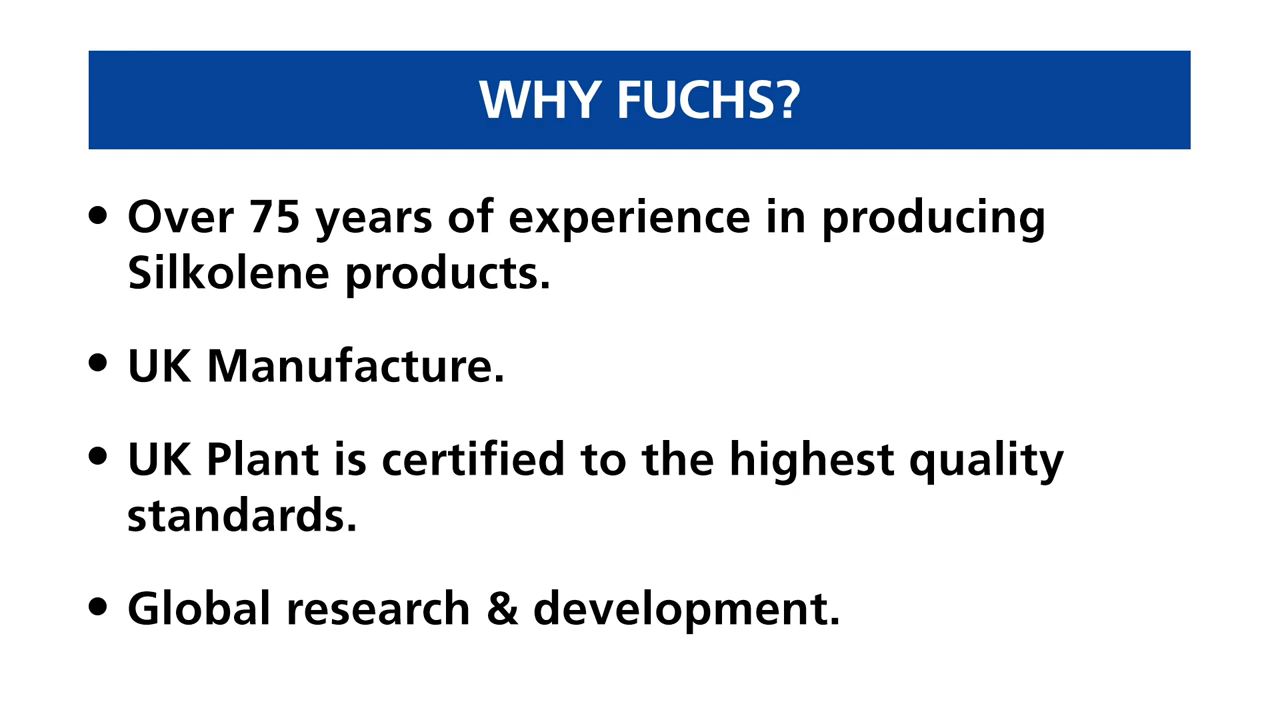 WHY FUCHS?
• Over 75 years of experience in producing
Silkolene products.
• UK Manufacture.
• UK Plant is certified to the highest quality
standards.
• Global research & development.